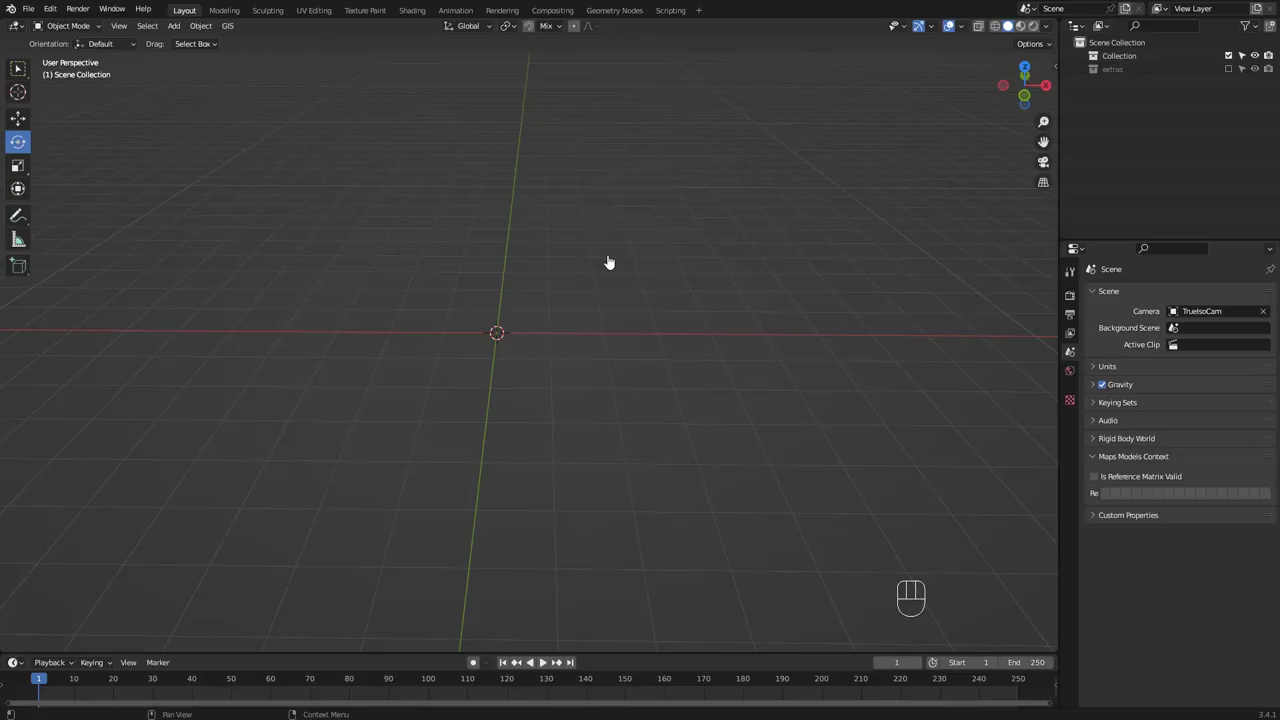 File Edit Render Window Help Layout Modeling Sculpting UV Editing Texture Paint Shading Animation Rendering Compositing Geometry Nodes Scripting + Scene View Layer
Object Mode View Select Add Object GIS Global Mix
Orientation: Default Drag: Select Box Options
User Perspective
(1) Scene Collection
Z
X
Scene Collection
Collection
extras
Scene
Scene
Camera TrueIsoCam
Background Scene
Active Clip
Units
Gravity
Keying Sets
Audio
Rigid Body World
Maps Models Context
Is Reference Matrix Valid
Re
Custom Properties
Playback Keying View Marker 1 Start 1 End 250
1 10 20 30 40 50 60 70 80 90 100 110 120 130 140 150 160 170 180 190 200 210 220 230 240 250
Pan View Context Menu 3.4.1